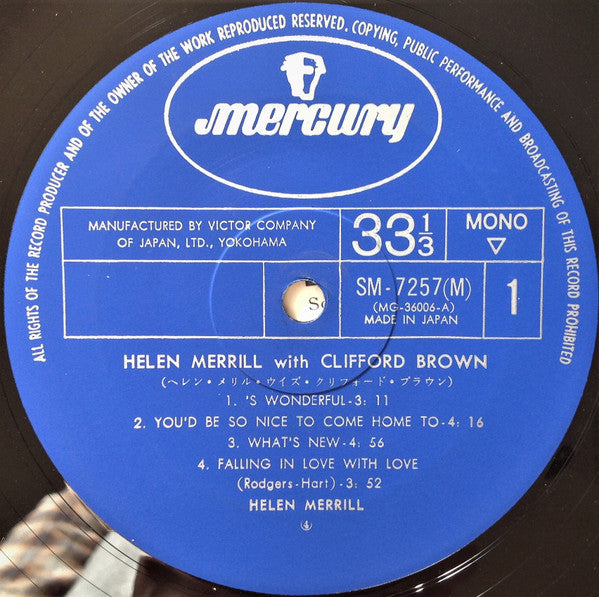 ALL RIGHTS OF THE RECORD PRODUCER AND OF THE OWNER OF THE WORK REPRODUCED RESERVED. COPYING, PUBLIC PERFORMANCE AND BROADCASTING OF THIS RECORD PROHIBITED
mercury
MANUFACTURED BY VICTOR COMPANY
OF JAPAN, LTD., YOKOHAMA
33 1/3
MONO
SM-7257(M)
(MG-36006-A)
MADE IN JAPAN
1
HELEN MERRILL with CLIFFORD BROWN
(ヘレン・メリル・ウイズ・クリフォード・ブラウン)
1. 'S WONDERFUL-3: 11
2. YOU'D BE SO NICE TO COME HOME TO-4: 16
3. WHAT'S NEW-4: 56
4. FALLING IN LOVE WITH LOVE
(Rodgers-Hart)-3: 52
HELEN MERRILL